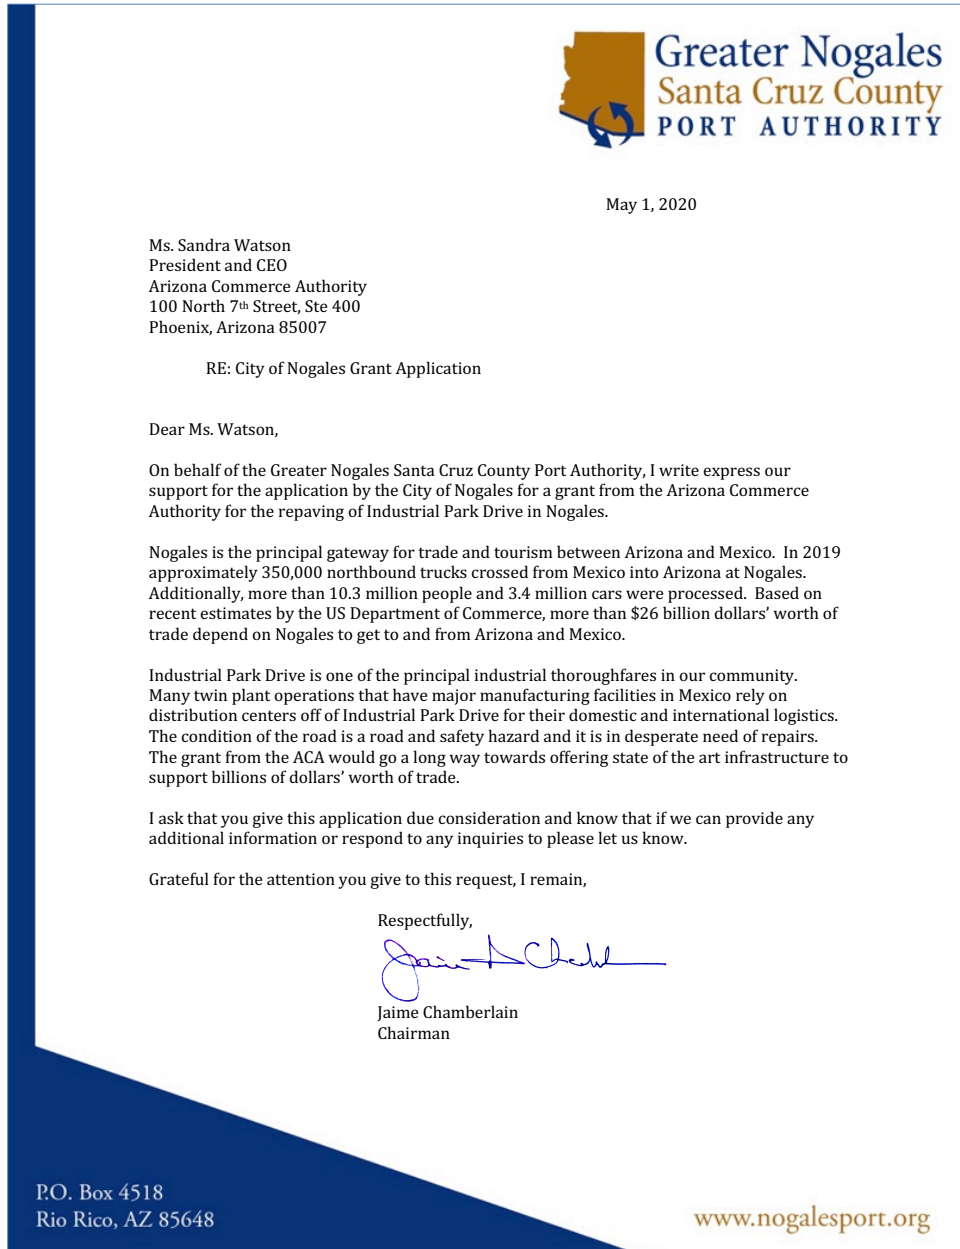 Greater Nogales
Santa Cruz County
PORT AUTHORITY
May 1, 2020
Ms. Sandra Watson
President and CEO
Arizona Commerce Authority
100 North 7th Street, Ste 400
Phoenix, Arizona 85007
RE: City of Nogales Grant Application
Dear Ms. Watson,
On behalf of the Greater Nogales Santa Cruz County Port Authority, I write express our
support for the application by the City of Nogales for a grant from the Arizona Commerce
Authority for the repaving of Industrial Park Drive in Nogales.
Nogales is the principal gateway for trade and tourism between Arizona and Mexico.  In 2019
approximately 350,000 northbound trucks crossed from Mexico into Arizona at Nogales.
Additionally, more than 10.3 million people and 3.4 million cars were processed.  Based on
recent estimates by the US Department of Commerce, more than $26 billion dollars’ worth of
trade depend on Nogales to get to and from Arizona and Mexico.
Industrial Park Drive is one of the principal industrial thoroughfares in our community.
Many twin plant operations that have major manufacturing facilities in Mexico rely on
distribution centers off of Industrial Park Drive for their domestic and international logistics.
The condition of the road is a road and safety hazard and it is in desperate need of repairs.
The grant from the ACA would go a long way towards offering state of the art infrastructure to
support billions of dollars’ worth of trade.
I ask that you give this application due consideration and know that if we can provide any
additional information or respond to any inquiries to please let us know.
Grateful for the attention you give to this request, I remain,
Respectfully,
Jaime Chamberlain
Chairman
P.O. Box 4518
Rio Rico, AZ 85648
www.nogalesport.org